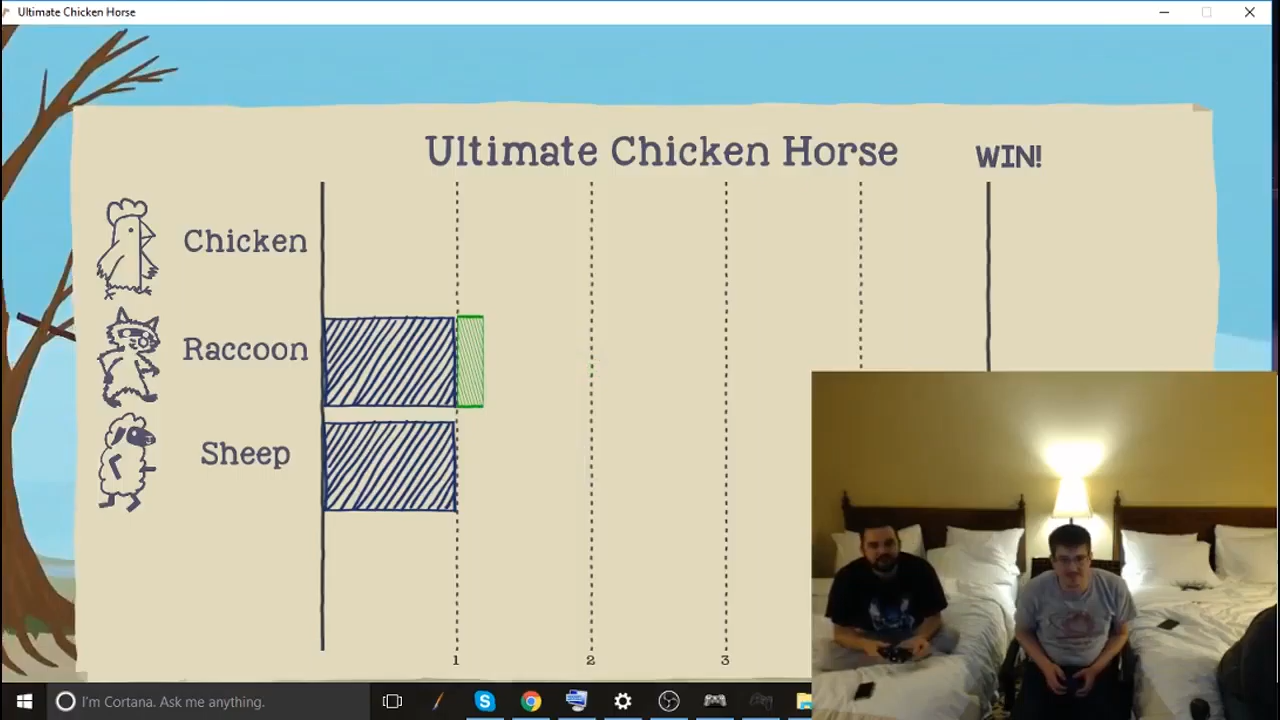 Ultimate Chicken Horse
Ultimate Chicken Horse
WIN!
Chicken
Raccoon
Sheep
1
2
3
I'm Cortana. Ask me anything.